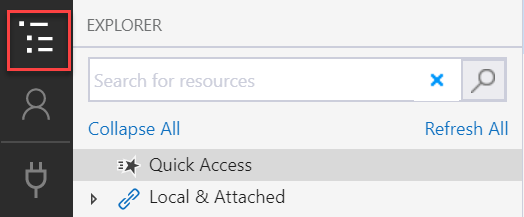 EXPLORER
Search for resources
Collapse All Refresh All
Quick Access
Local & Attached